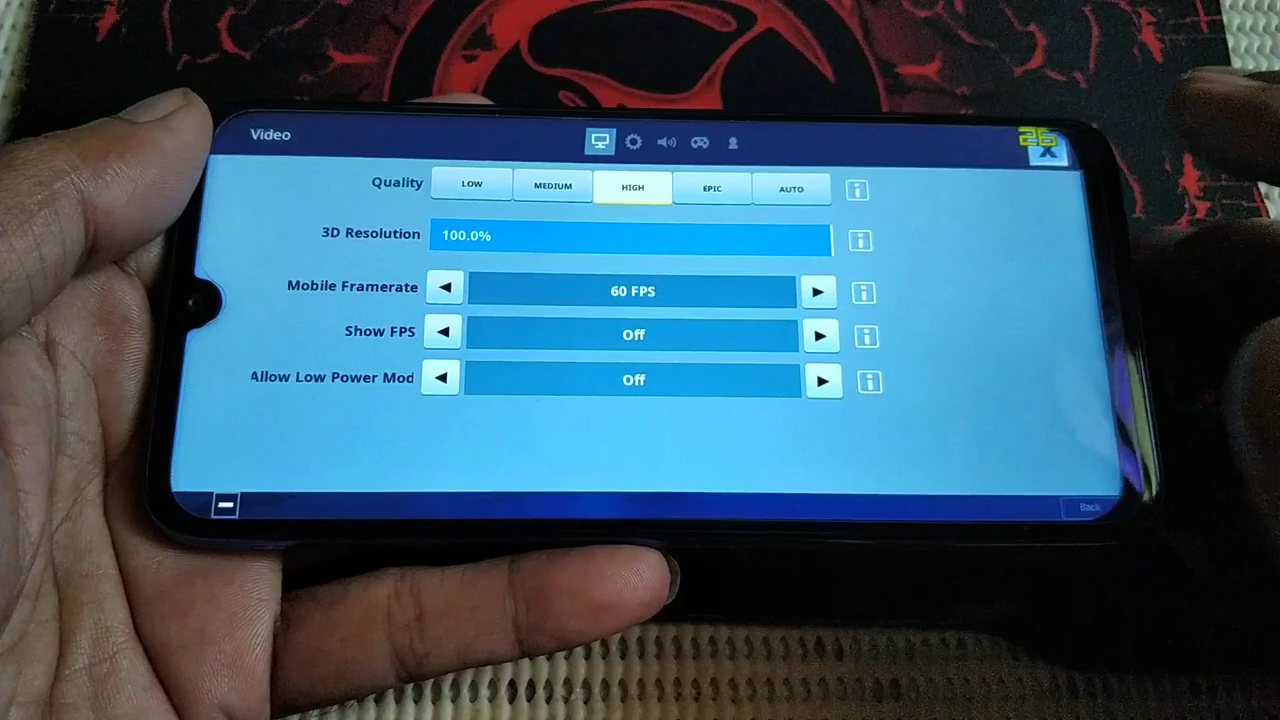 Video
26
X
Quality LOW MEDIUM HIGH EPIC AUTO i
3D Resolution 100.0% i
Mobile Framerate 60 FPS i
Show FPS Off i
Allow Low Power Mod Off i
Back